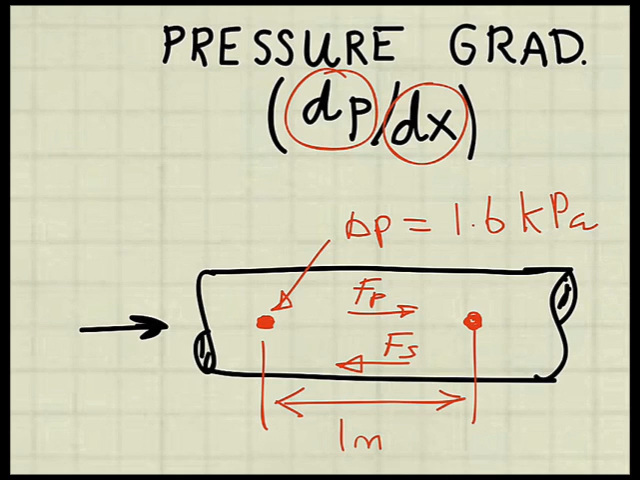 PRESSURE GRAD.
(dp/dx)
Δp = 1.6 kPa
Fp
Fs
1m